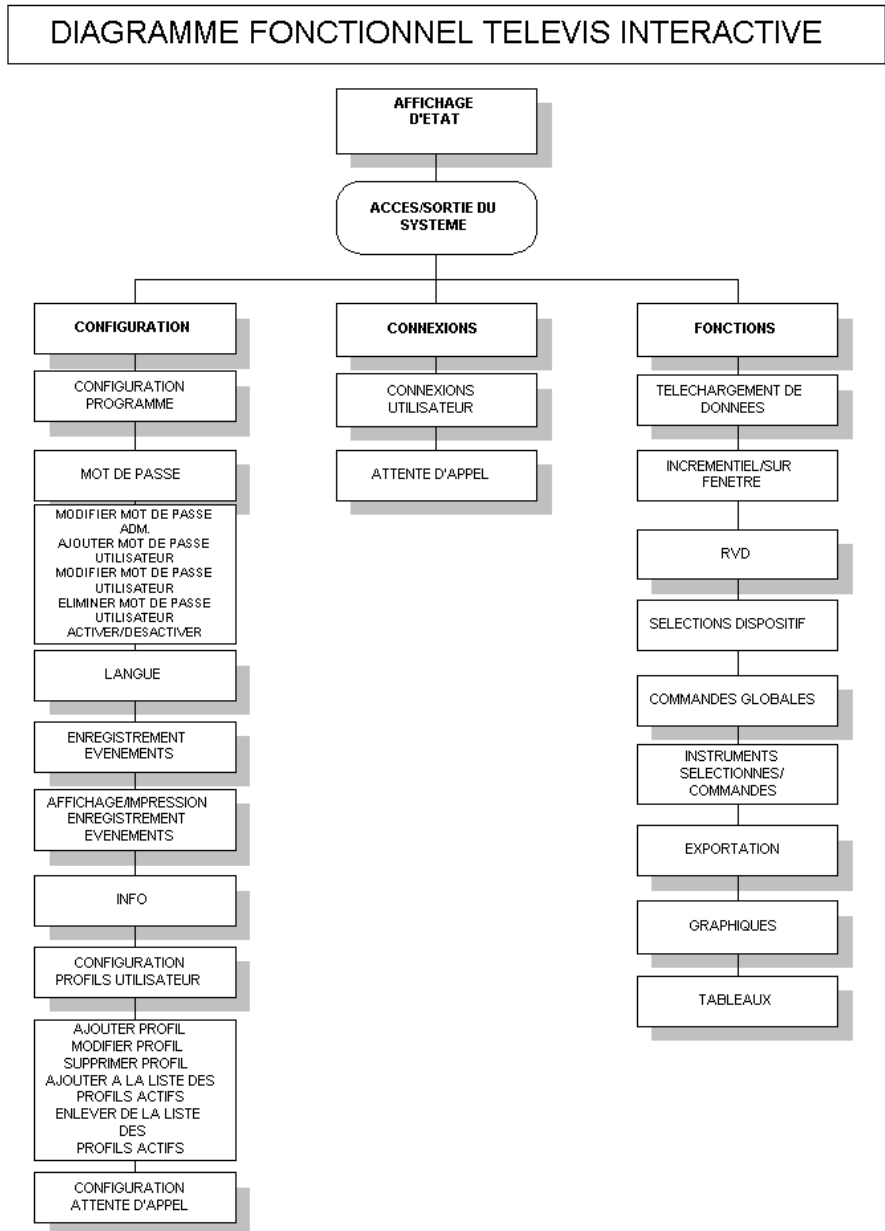 DIAGRAMME FONCTIONNEL TELEVIS INTERACTIVE
AFFICHAGE
D'ETAT
ACCES/SORTIE DU
SYSTEME
CONFIGURATION
CONFIGURATION
PROGRAMME
MOT DE PASSE
MODIFIER MOT DE PASSE
ADM.
AJOUTER MOT DE PASSE
UTILISATEUR
MODIFIER MOT DE PASSE
UTILISATEUR
ELIMINER MOT DE PASSE
UTILISATEUR
ACTIVER/DESACTIVER
LANGUE
ENREGISTREMENT
EVENEMENTS
AFFICHAGE/IMPRESSION
ENREGISTREMENT
EVENEMENTS
INFO
CONFIGURATION
PROFILS UTILISATEUR
AJOUTER PROFIL
MODIFIER PROFIL
SUPPRIMER PROFIL
AJOUTER A LA LISTE DES
PROFILS ACTIFS
ENLEVER DE LA LISTE
DES
PROFILS ACTIFS
CONFIGURATION
ATTENTE D'APPEL
CONNEXIONS
CONNEXIONS
UTILISATEUR
ATTENTE D'APPEL
FONCTIONS
TELECHARGEMENT DE
DONNEES
INCREMENTIEL/SUR
FENETRE
RVD
SELECTIONS DISPOSITIF
COMMANDES GLOBALES
INSTRUMENTS
SELECTIONNES/
COMMANDES
EXPORTATION
GRAPHIQUES
TABLEAUX